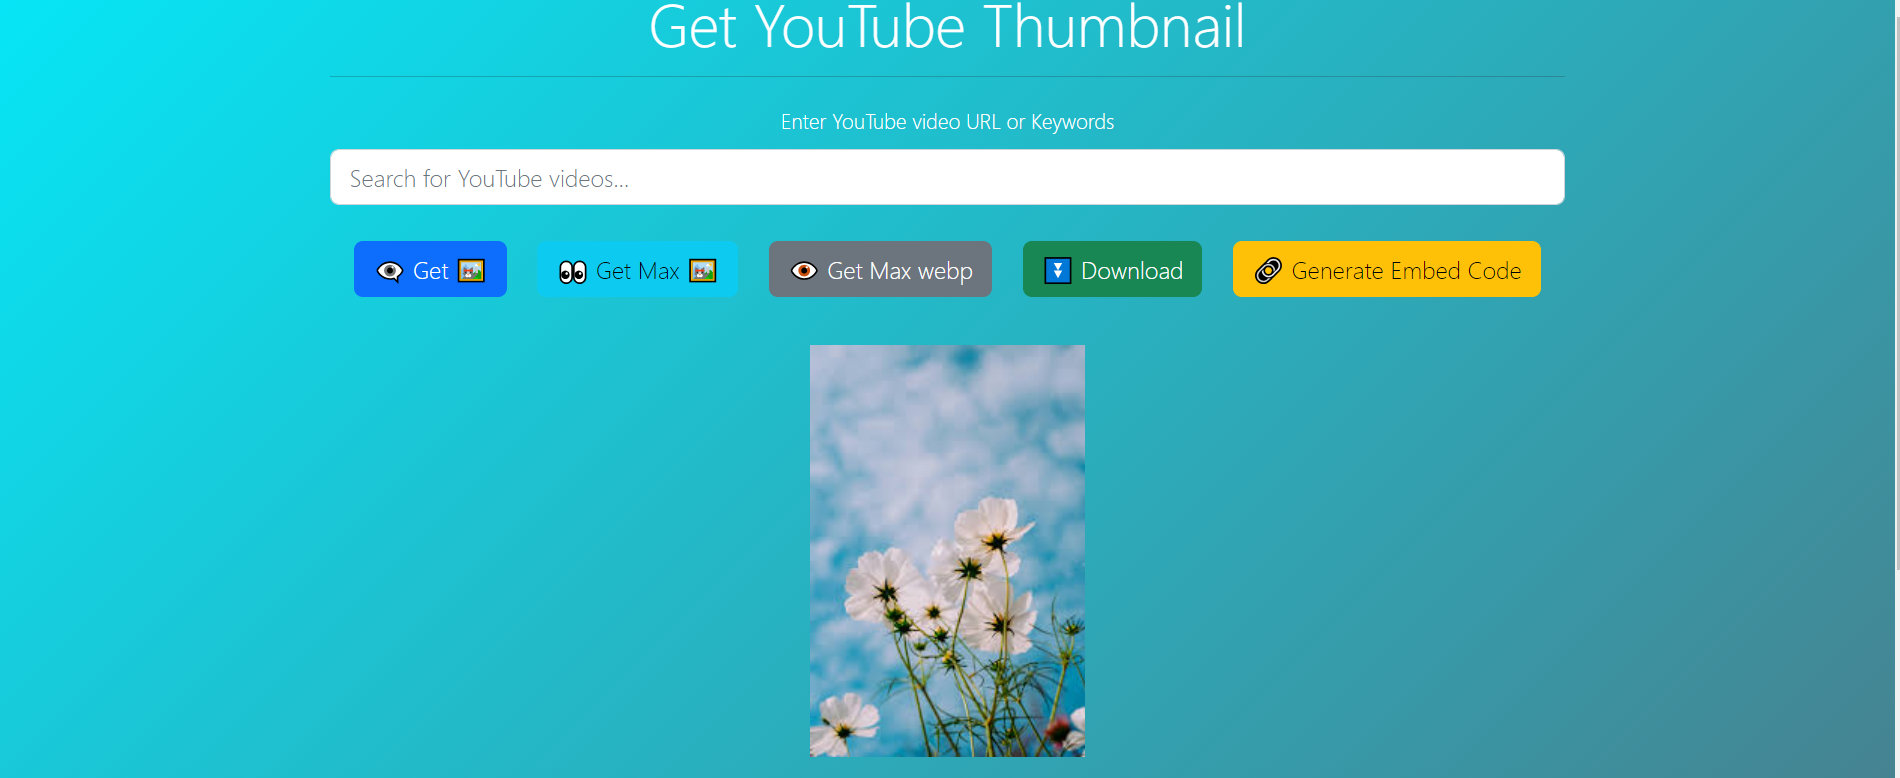 Get YouTube Thumbnail
Enter YouTube video URL or Keywords
Search for YouTube videos...
Get
Get Max
Get Max webp
Download
Generate Embed Code